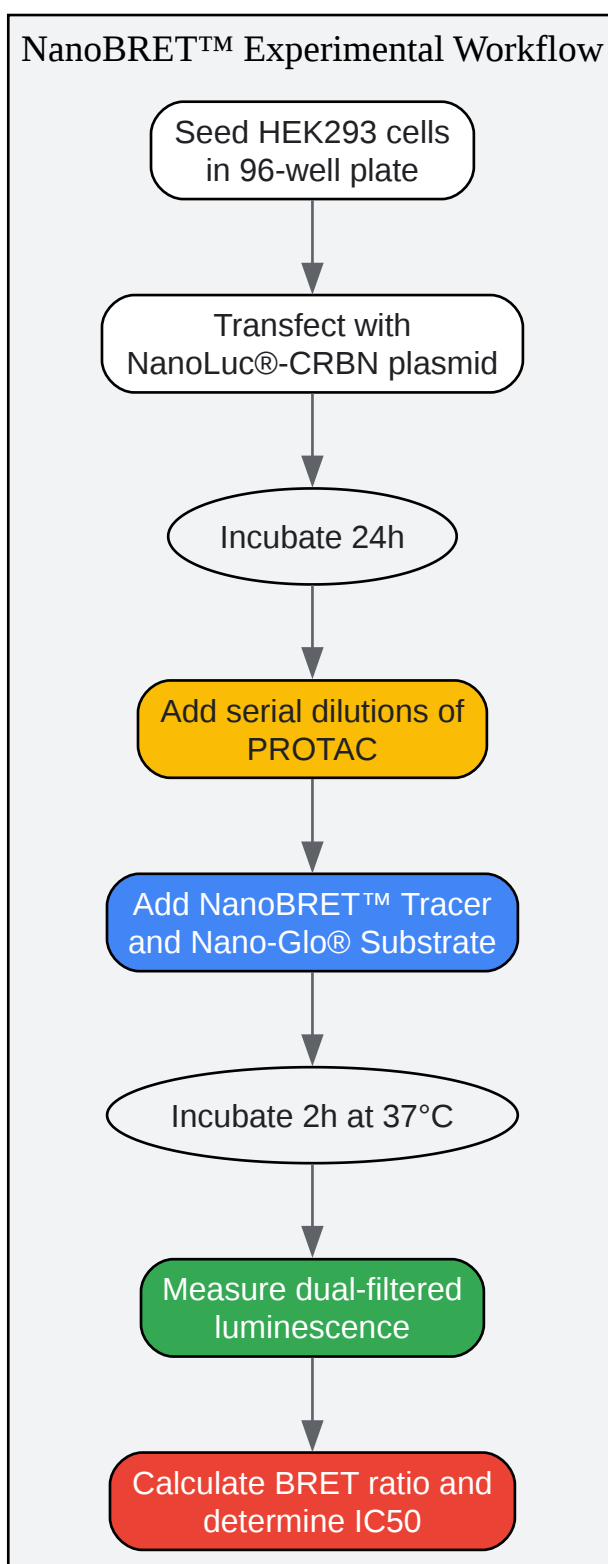 NanoBRET™ Experimental Workflow
Seed HEK293 cells
in 96-well plate
Transfect with
NanoLuc®-CRBN plasmid
Incubate 24h
Add serial dilutions of
PROTAC
Add NanoBRET™ Tracer
and Nano-Glo® Substrate
Incubate 2h at 37°C
Measure dual-filtered
luminescence
Calculate BRET ratio and
determine IC50